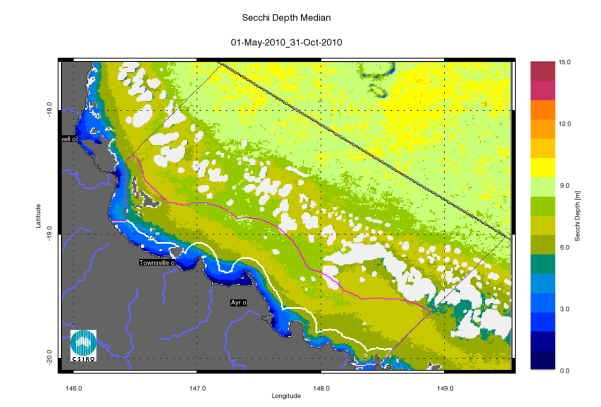 Secchi Depth Median
01-May-2010_31-Oct-2010
15.0
-18.0
12.0
well o
9.0
Latitude
Secchi Depth [m]
-19.0
6.0
Townsville o
Ayr o
3.0
CSIRO
-20.0
0.0
146.0 147.0 148.0 149.0
Longitude